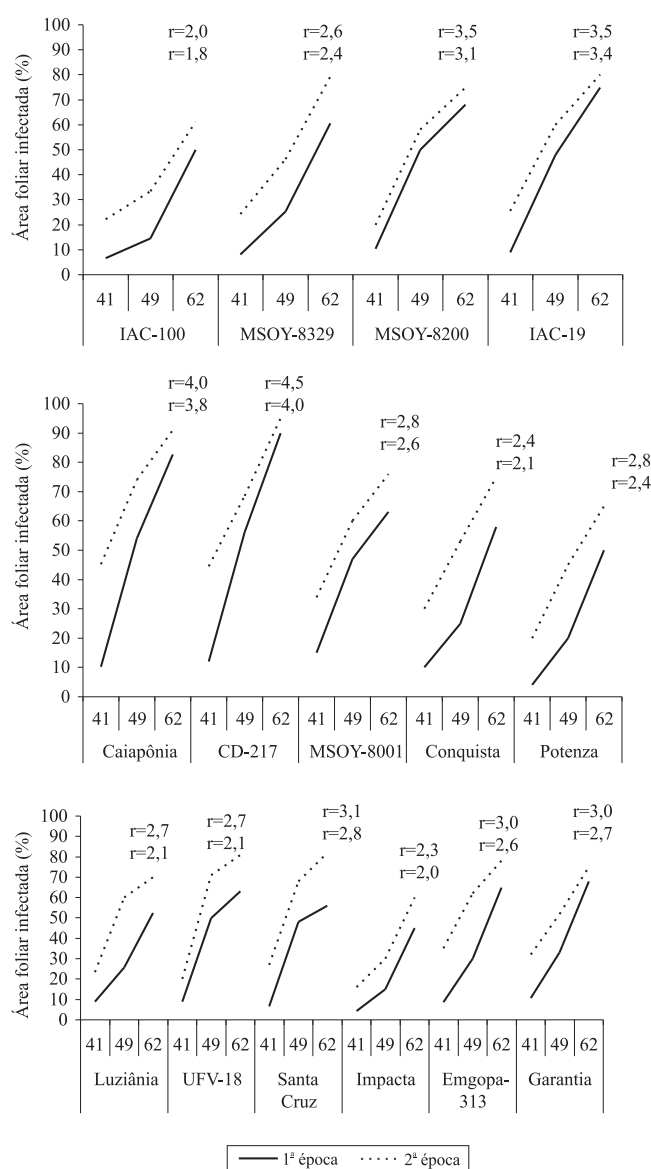 r=2,0 r=2,6 r=3,5 r=3,5
r=1,8 r=2,4 r=3,1 r=3,4
Área foliar infectada (%)
100
90
80
70
60
50
40
30
20
10
0
41 49 62 41 49 62 41 49 62 41 49 62
IAC-100 MSOY-8329 MSOY-8200 IAC-19
r=4,0 r=4,5
r=3,8 r=4,0
r=2,8
r=2,6
r=2,4
r=2,1
r=2,8
r=2,4
Área foliar infectada (%)
100
90
80
70
60
50
40
30
20
10
0
41 49 62 41 49 62 41 49 62 41 49 62 41 49 62
Caiapônia CD-217 MSOY-8001 Conquista Potenza
r=2,7
r=2,1
r=2,7
r=2,1
r=3,1
r=2,8
r=2,3
r=2,0
r=3,0
r=2,6
r=3,0
r=2,7
Área foliar infectada (%)
100
90
80
70
60
50
40
30
20
10
0
41 49 62 41 49 62 41 49 62 41 49 62 41 49 62 41 49 62
Luziânia UFV-18 Santa Impacta Emgopa- Garantia
Cruz 313
1ª época 2ª época